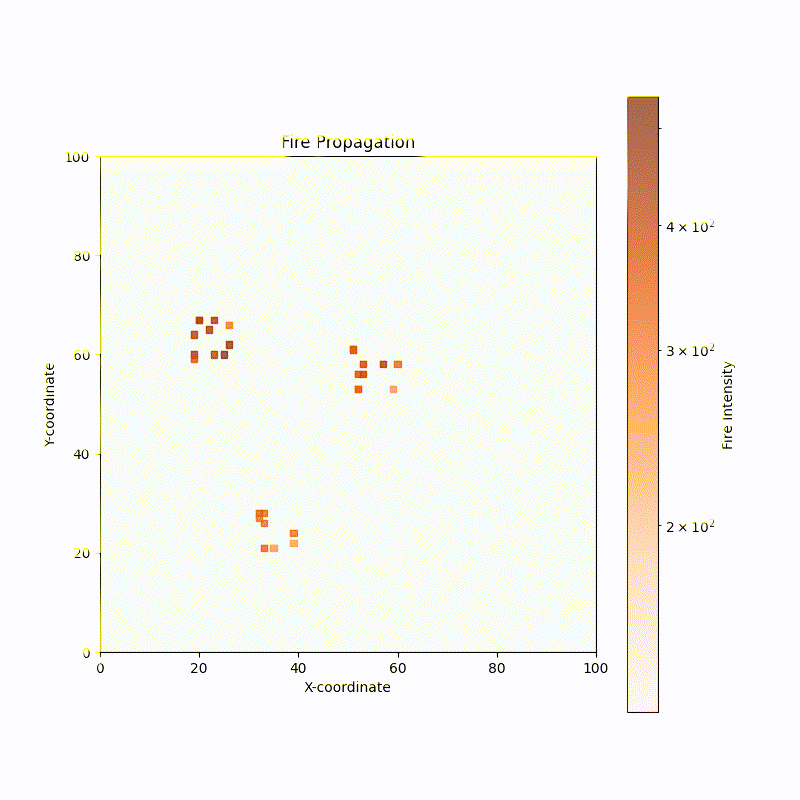 Fire Propagation
100
80
60
40
20
0
0 20 40 60 80 100
X-coordinate
Y-coordinate
4 × 10²
3 × 10²
2 × 10²
Fire Intensity